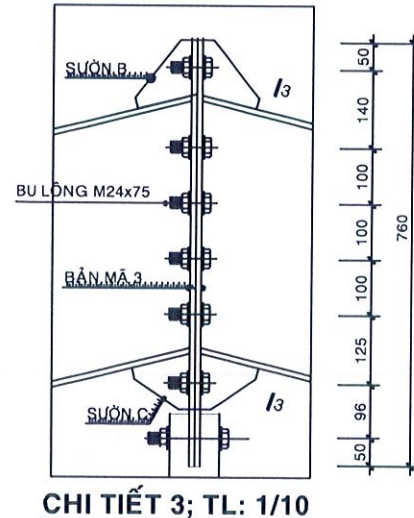 SƯỜN B
l3
50
140
BU LÔNG M24x75
100
100
760
BẢN MÃ 3
100
125
SƯỜN C
l3
96
50
CHI TIẾT 3; TL: 1/10